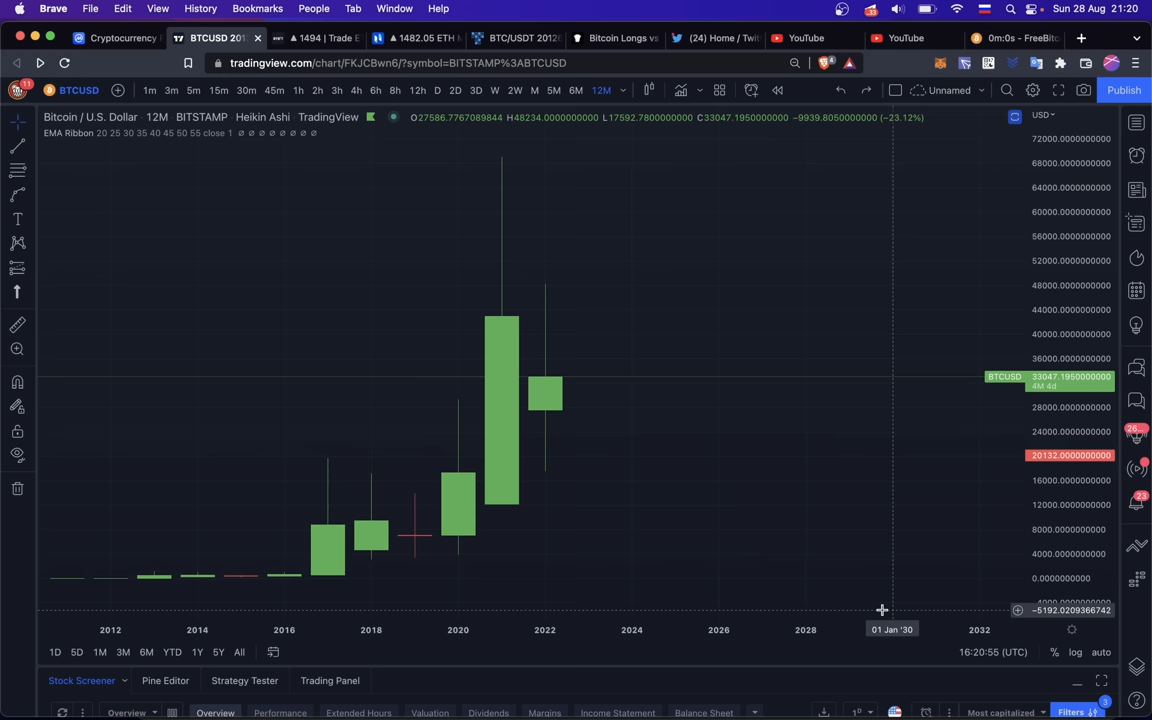 Brave File Edit View History Bookmarks People Tab Window Help .33 Sun 28 Aug 21:20
Cryptocurrency BTCUSD 201 1494 | Trade E 1482.05 ETH BTC/USDT 2012 Bitcoin Longs vs (24) Home / Twit YouTube YouTube 0m:0s - FreeBit
tradingview.com/chart/FKJCBwn6/?symbol=BITSTAMP%3ABTCUSD 4
11 BTCUSD 1m 3m 5m 15m 30m 45m 1h 2h 3h 4h 6h 8h 12h D 2D 3D W 2W M 5M 6M 12M Unnamed Publish
Bitcoin / U.S. Dollar · 12M · BITSTAMP · Heikin Ashi · TradingView O27586.7767089844 H48234.0000000000 L17592.7800000000 C33047.1950000000 −9939.8050000000 (−23.12%) USD
EMA Ribbon 20 25 30 35 40 45 50 55 close 1 ∅ ∅ ∅ ∅ ∅ ∅ ∅ ∅
72000.0000000000
68000.0000000000
64000.0000000000
60000.0000000000
56000.0000000000
52000.0000000000
48000.0000000000
44000.0000000000
40000.0000000000
36000.0000000000
BTCUSD 33047.1950000000
4M 4d
28000.0000000000
24000.0000000000
26...
20132.0000000000
16000.0000000000
23
12000.0000000000
8000.0000000000
4000.0000000000
0.0000000000
−5192.0209366742
2012 2014 2016 2018 2020 2022 2024 2026 2028 01 Jan '30 2032
1D 5D 1M 3M 6M YTD 1Y 5Y All 16:20:55 (UTC) % log auto
Stock Screener Pine Editor Strategy Tester Trading Panel
Overview Overview Performance Extended Hours Valuation Dividends Margins Income Statement Balance Sheet 1D Most capitalized Filters 3